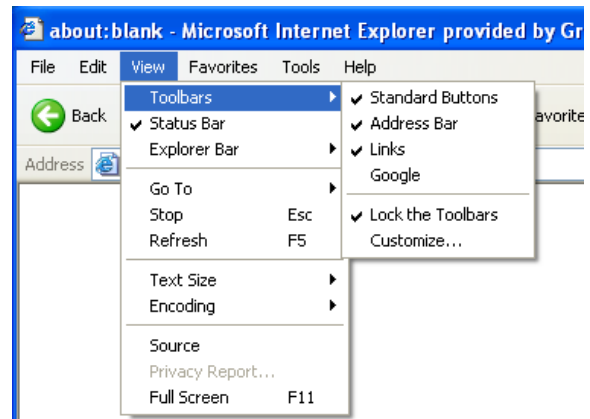 about:blank - Microsoft Internet Explorer provided by Gr
File Edit View Favorites Tools Help
Back
Address
Toolbars
Status Bar
Explorer Bar
Go To
Stop Esc
Refresh F5
Text Size
Encoding
Source
Privacy Report...
Full Screen F11
Standard Buttons
Address Bar
Links
Google
Lock the Toolbars
Customize...
avorite